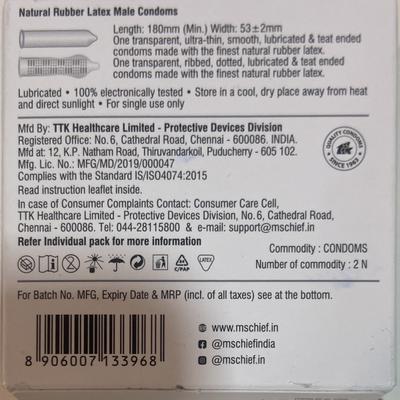 Natural Rubber Latex Male Condoms
Length: 180mm (Min.) Width: 53±2mm
One transparent, ultra-thin, smooth, lubricated & teat ended
condoms made with the finest natural rubber latex.
One transparent, ribbed, dotted, lubricated & teat ended
condoms made with the finest natural rubber latex.
Lubricated • 100% electronically tested • Store in a cool, dry place away from heat
and direct sunlight • For single use only
Mfd By: TTK Healthcare Limited - Protective Devices Division
Registered Office: No. 6, Cathedral Road, Chennai - 600086. INDIA.
Mfd at: 12, K.P. Natham Road, Thiruvandarkoil, Puducherry - 605 102.
Mfg. Lic. No.: MFG/MD/2019/000047
Complies with the Standard IS/ISO4074:2015
Read instruction leaflet inside.
QUALITY CONDOMS
SINCE 1963
In case of Consumer Complaints Contact: Consumer Care Cell,
TTK Healthcare Limited - Protective Devices Division, No. 6, Cathedral Road,
Chennai - 600086. Tel: 044-28115800 & e-mail: support@mschief.in
Refer Individual pack for more information
Commodity : CONDOMS
Number of commodity : 2 N
C/PAP
LATEX
For Batch No. MFG, Expiry Date & MRP (incl. of all taxes) see at the bottom.
www.mschief.in
@mschiefindia
@mschief.in
8 906007 133968